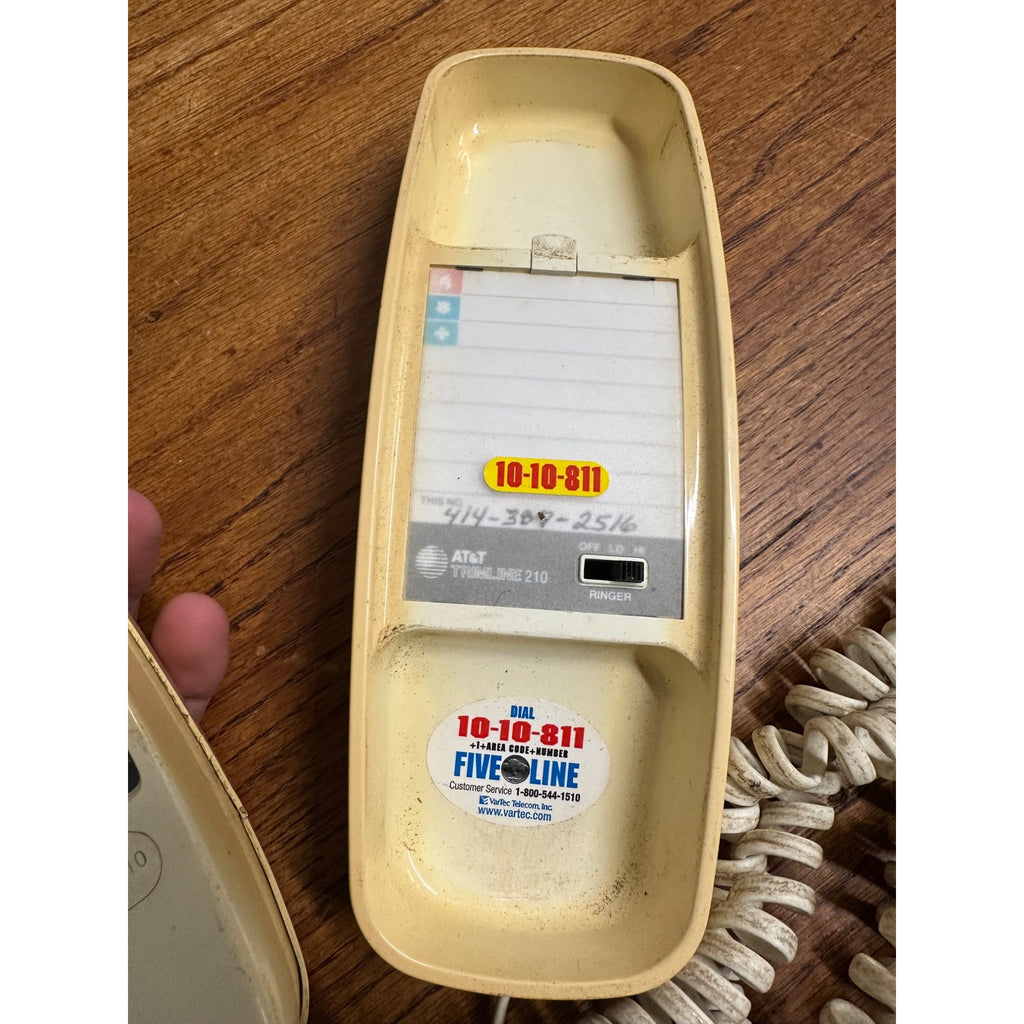 10-10-811
THIS NO.
414-387-2516
OFF LO HI
AT&T
TRIMLINE 210
RINGER
DIAL
10-10-811
+1+AREA CODE+NUMBER
FIVE LINE
Customer Service 1-800-544-1510
VarTec Telecom, Inc.
www.vartec.com